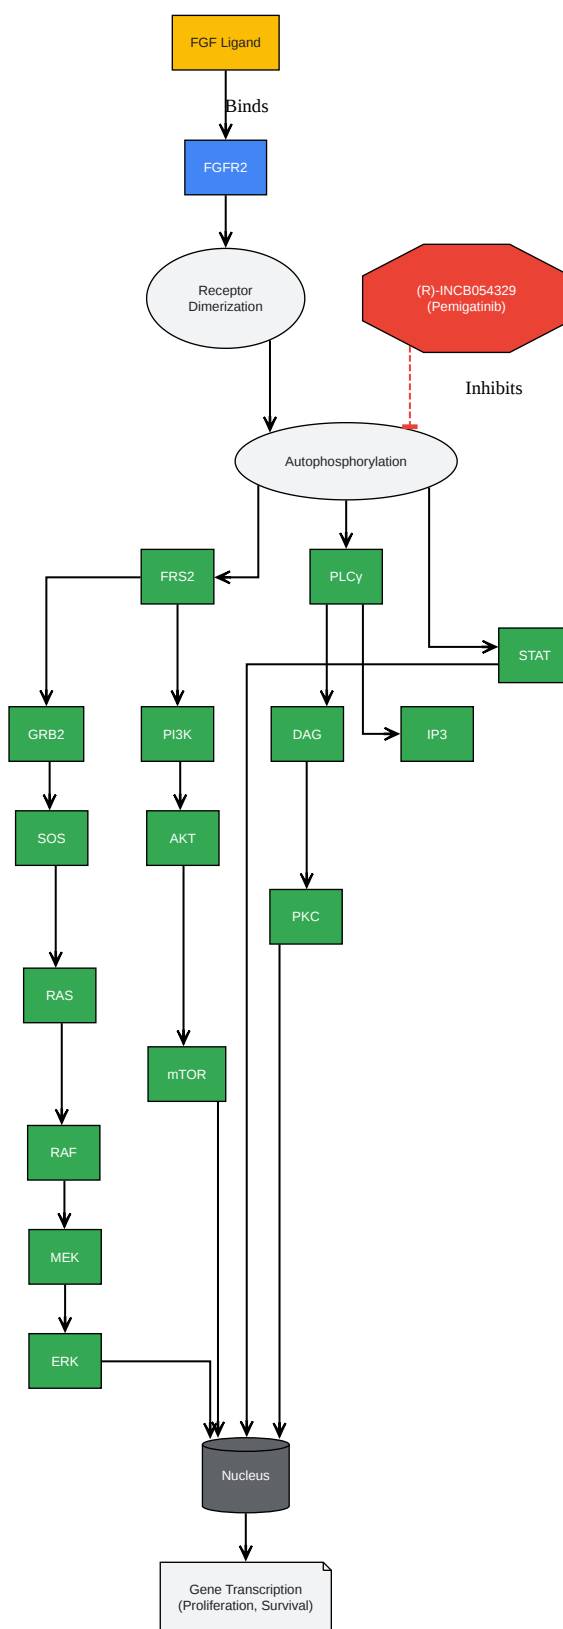 FGF Ligand
Binds
FGFR2
Receptor
Dimerization
(R)-INCB054329
(Pemigatinib)
Inhibits
Autophosphorylation
FRS2
PLCγ
STAT
GRB2
PI3K
DAG
IP3
SOS
AKT
PKC
RAS
mTOR
RAF
MEK
ERK
Nucleus
Gene Transcription
(Proliferation, Survival)